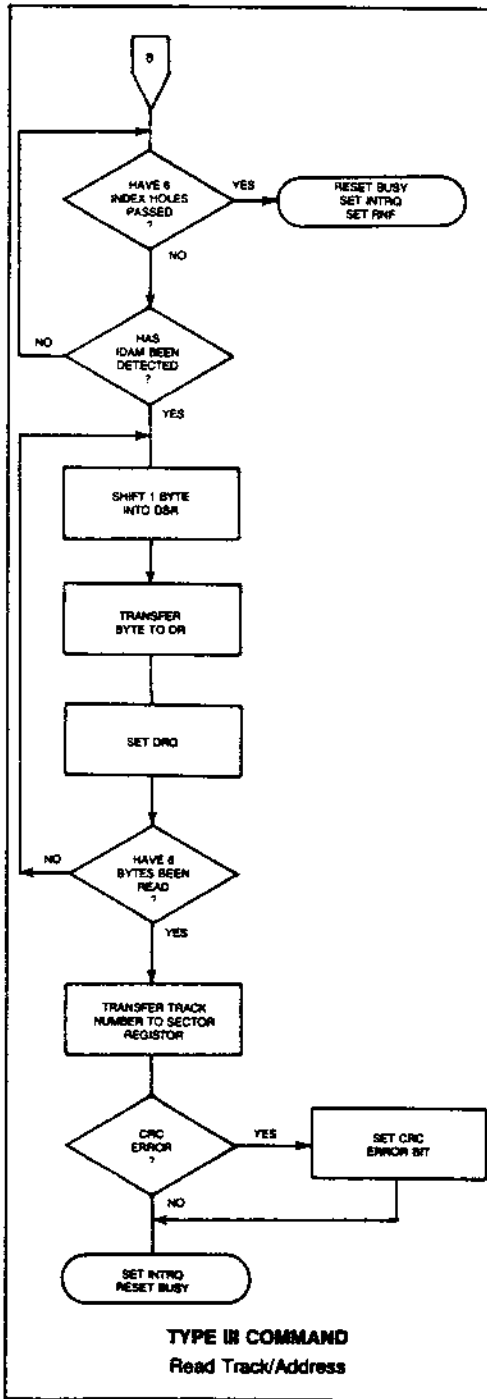 HAVE 6
INDEX HOLES
PASSED
?
YES
RESET BUSY
SET INTRQ
SET RNF
NO
NO
HAS
IDAM BEEN
DETECTED
?
YES
SHIFT 1 BYTE
INTO DSR
TRANSFER
BYTE TO DR
SET DRQ
NO
HAVE 6
BYTES BEEN
READ
?
YES
TRANSFER TRACK
NUMBER TO SECTOR
REGISTOR
CRC
ERROR
?
YES
SET CRC
ERROR BIT
NO
SET INTRQ
RESET BUSY
TYPE III COMMAND
Read Track/Address